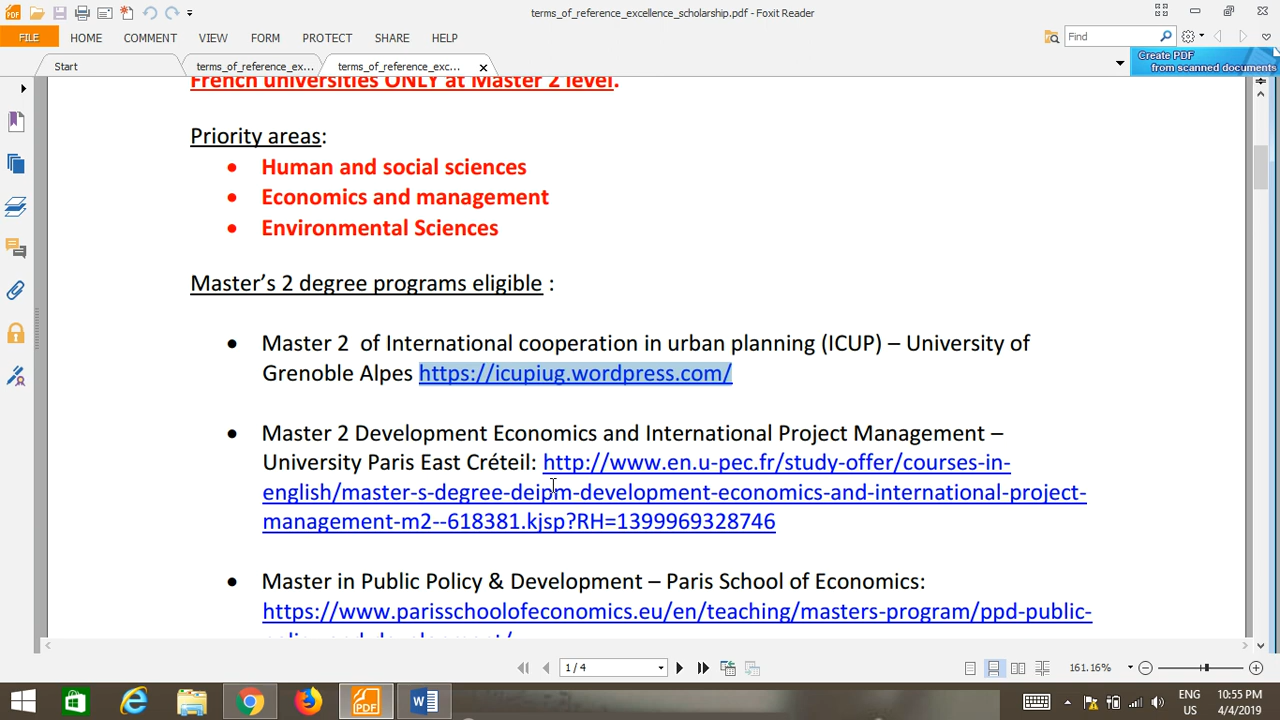 terms_of_reference_excellence_scholarship.pdf - Foxit Reader
FILE HOME COMMENT VIEW FORM PROTECT SHARE HELP
Find
Start terms_of_reference_ex... terms_of_reference_exc...
Create PDF
from scanned documents
French universities ONLY at Master 2 level.
Priority areas:
• Human and social sciences
• Economics and management
• Environmental Sciences
Master’s 2 degree programs eligible :
• Master 2 of International cooperation in urban planning (ICUP) – University of
Grenoble Alpes https://icupiug.wordpress.com/
• Master 2 Development Economics and International Project Management –
University Paris East Créteil: http://www.en.u-pec.fr/study-offer/courses-in-
english/master-s-degree-deipm-development-economics-and-international-project-
management-m2--618381.kjsp?RH=1399969328746
• Master in Public Policy & Development – Paris School of Economics:
https://www.parisschoolofeconomics.eu/en/teaching/masters-program/ppd-public-
policy-and-development/
1 / 4
161.16%
PDF
ENG 10:55 PM
US 4/4/2019